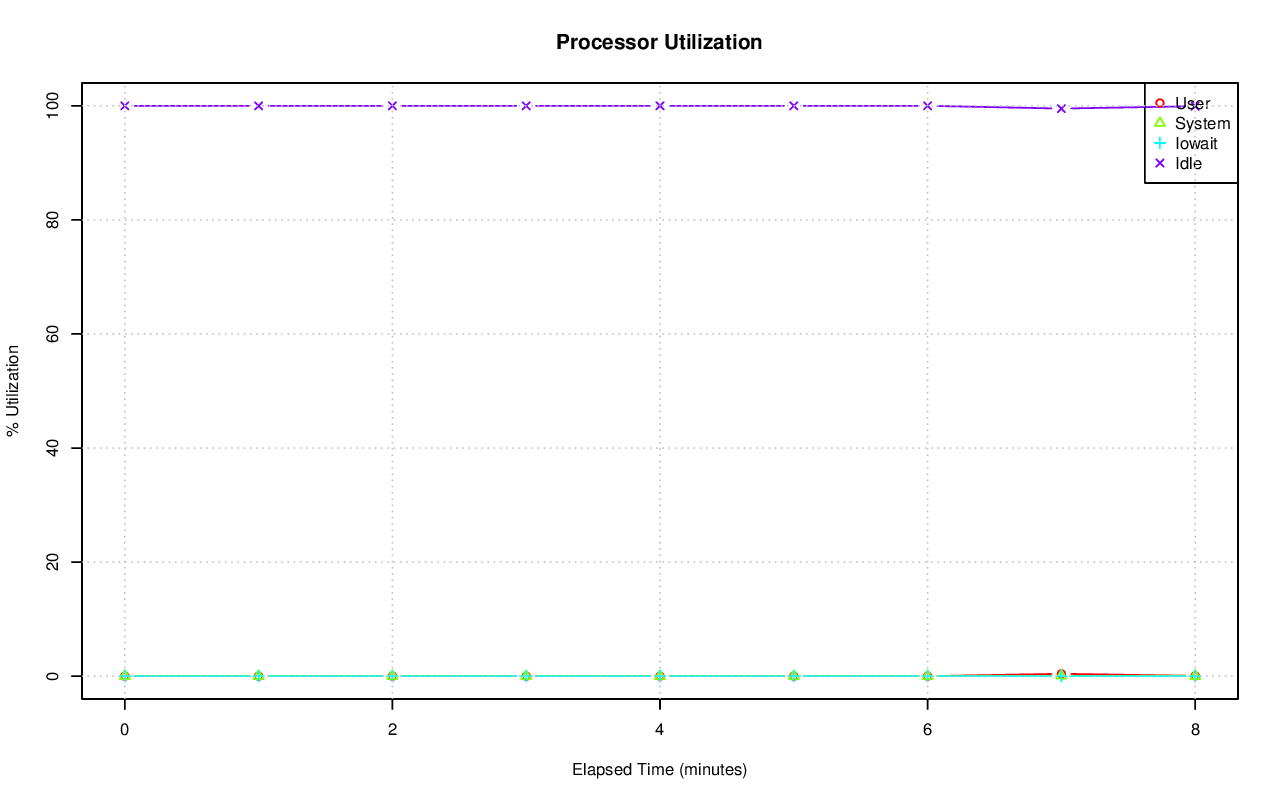 Processor Utilization
% Utilization
100
80
60
40
20
0
User
System
Iowait
Idle
0 2 4 6 8
Elapsed Time (minutes)